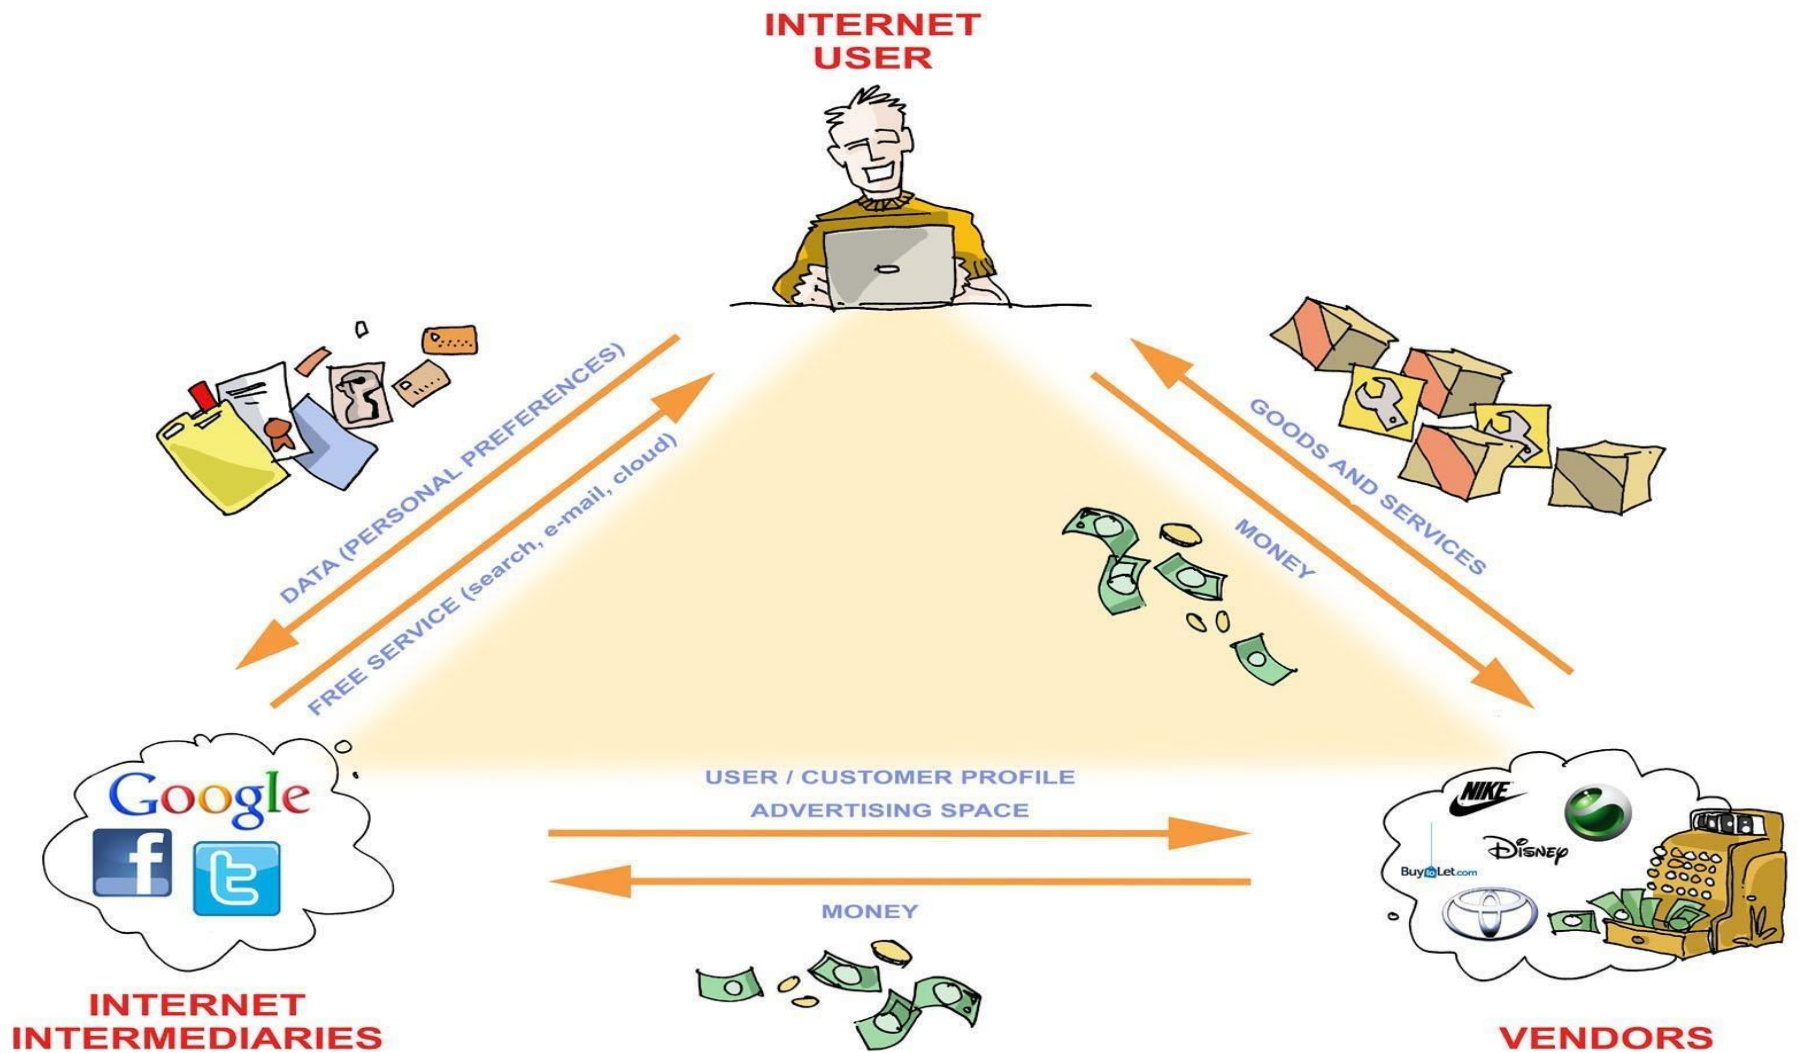 INTERNET
USER
DATA (PERSONAL PREFERENCES)
FREE SERVICE (search, e-mail, cloud)
GOODS AND SERVICES
MONEY
USER / CUSTOMER PROFILE
ADVERTISING SPACE
MONEY
Google
f
t
NIKE
DISNEY
BuytoLet.com
INTERNET
INTERMEDIARIES
VENDORS